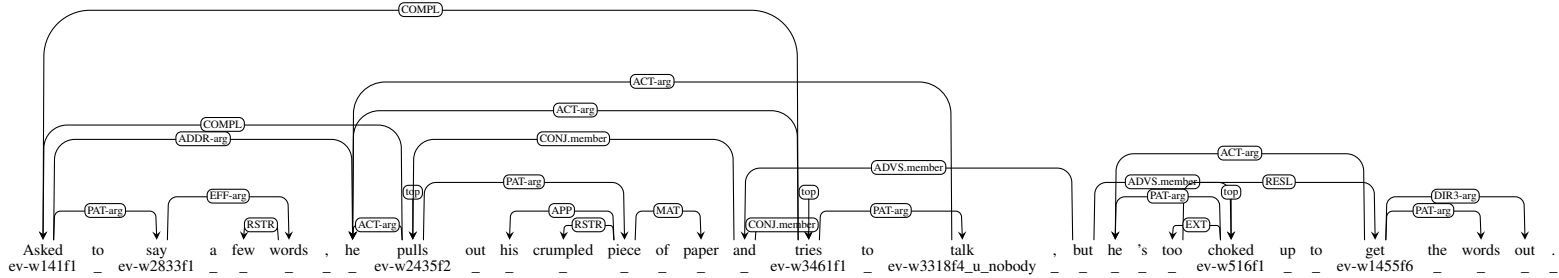 COMPL
ACT-arg
ACT-arg
COMPL
ADDR-arg CONJ.member
ACT-arg
ADVS.member
top PAT-arg top ADVS.member top RESL
EFF-arg PAT-arg DIR3-arg
PAT-arg APP MAT PAT-arg PAT-arg
RSTR ACT-arg RSTR CONJ.member EXT
Asked to say a few words , he pulls out his crumpled piece of paper and tries to talk , but he 's too choked up to get the words out .
ev-w141f1 _ ev-w2833f1 _ _ _ _ _ ev-w2435f2 _ _ _ _ _ _ _ ev-w3461f1 _ ev-w3318f4_u_nobody _ _ _ _ _ ev-w516f1 _ _ ev-w1455f6 _ _ _ _